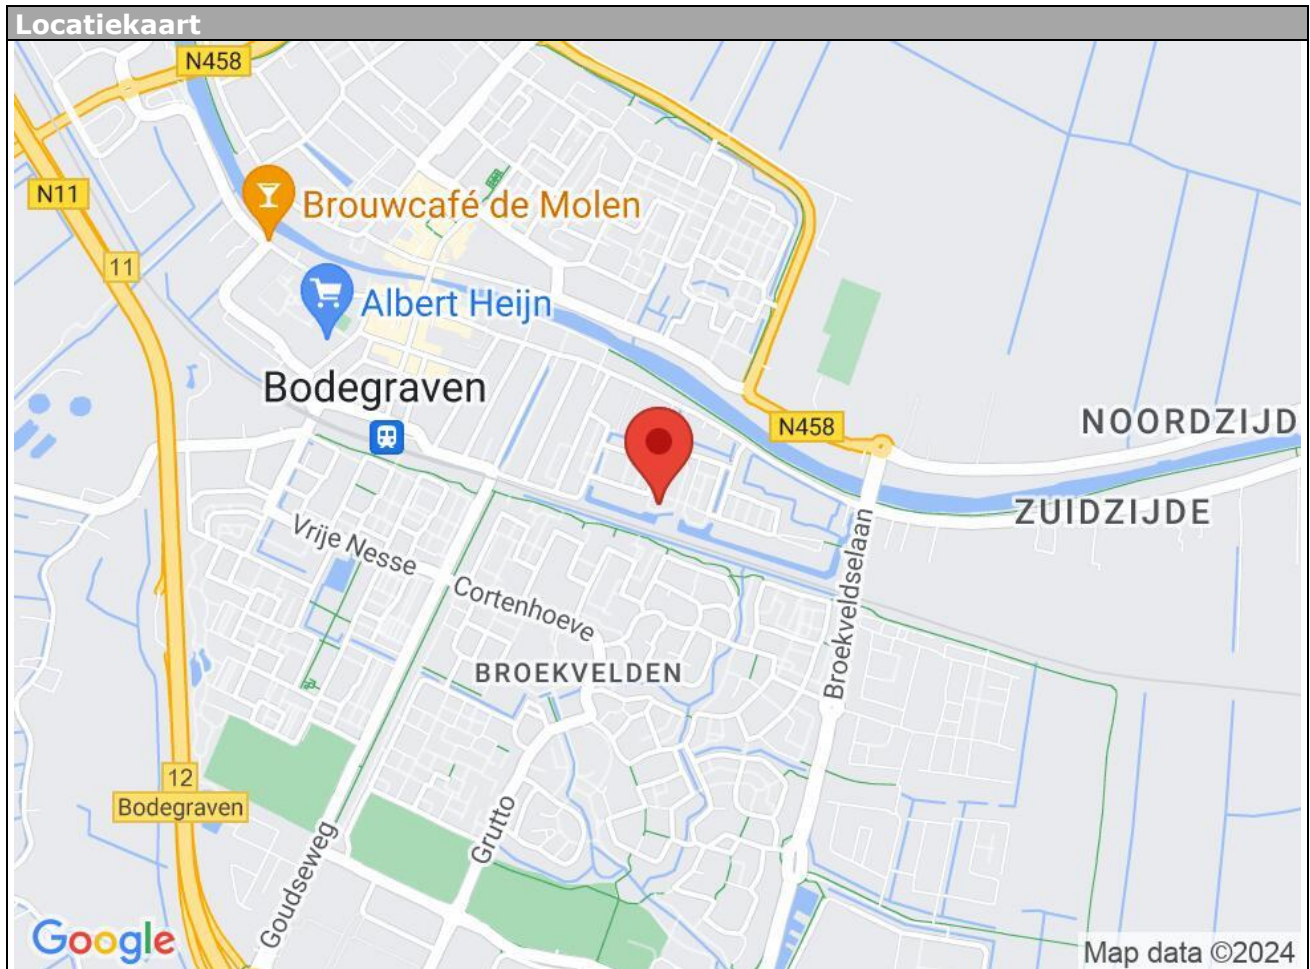 Locatiekaart
N458
N11
Brouwcafé de Molen
11
Albert Heijn
Bodegraven
NOORDZIJD
N458
ZUIDZIJDE
Vrije Nesse
Cortenhoeve
Broekveldselaan
BROEKVELDEN
12
Bodegraven
Grutto
Goudseweg
Google
Map data ©2024